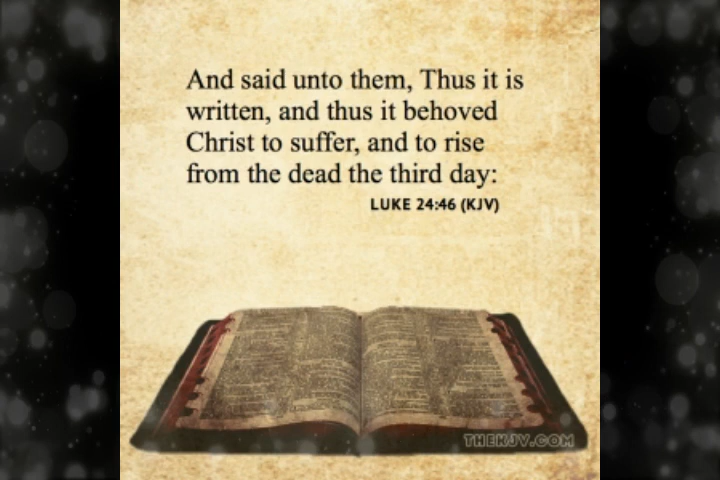 And said unto them, Thus it is
written, and thus it behoved
Christ to suffer, and to rise
from the dead the third day:
LUKE 24:46 (KJV)
THEKJV.COM